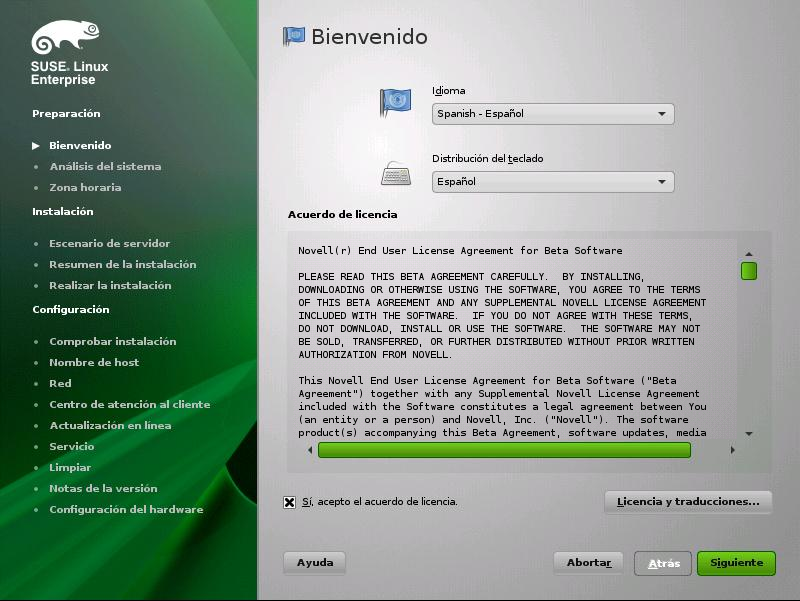 SUSE® Linux
Enterprise
Preparación
Bienvenido
Análisis del sistema
Zona horaria
Instalación
Escenario de servidor
Resumen de la instalación
Realizar la instalación
Configuración
Comprobar instalación
Nombre de host
Red
Centro de atención al cliente
Actualización en línea
Servicio
Limpiar
Notas de la versión
Configuración del hardware
Bienvenido
Idioma
Spanish - Español
Distribución del teclado
Español
Acuerdo de licencia
Novell(r) End User License Agreement for Beta Software
PLEASE READ THIS BETA AGREEMENT CAREFULLY.  BY INSTALLING,
DOWNLOADING OR OTHERWISE USING THE SOFTWARE, YOU AGREE TO THE TERMS
OF THIS BETA AGREEMENT AND ANY SUPPLEMENTAL NOVELL LICENSE AGREEMENT
INCLUDED WITH THE SOFTWARE.  IF YOU DO NOT AGREE WITH THESE TERMS,
DO NOT DOWNLOAD, INSTALL OR USE THE SOFTWARE.  THE SOFTWARE MAY NOT
BE SOLD, TRANSFERRED, OR FURTHER DISTRIBUTED WITHOUT PRIOR WRITTEN
AUTHORIZATION FROM NOVELL.
This Novell End User License Agreement for Beta Software ("Beta
Agreement") together with any Supplemental Novell License Agreement
included with the Software constitutes a legal agreement between You
(an entity or a person) and Novell, Inc. ("Novell"). The software
product(s) accompanying this Beta Agreement, software updates, media
Sí, acepto el acuerdo de licencia.
Licencia y traducciones...
Ayuda
Abortar
Atrás
Siguiente